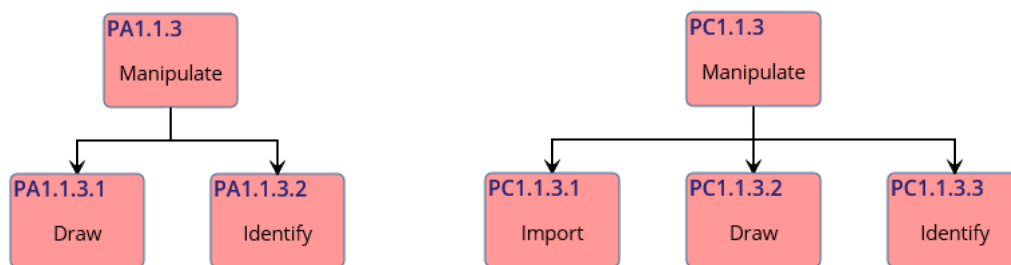 PA1.1.3
Manipulate
PA1.1.3.1
Draw
PA1.1.3.2
Identify
PC1.1.3
Manipulate
PC1.1.3.1
Import
PC1.1.3.2
Draw
PC1.1.3.3
Identify